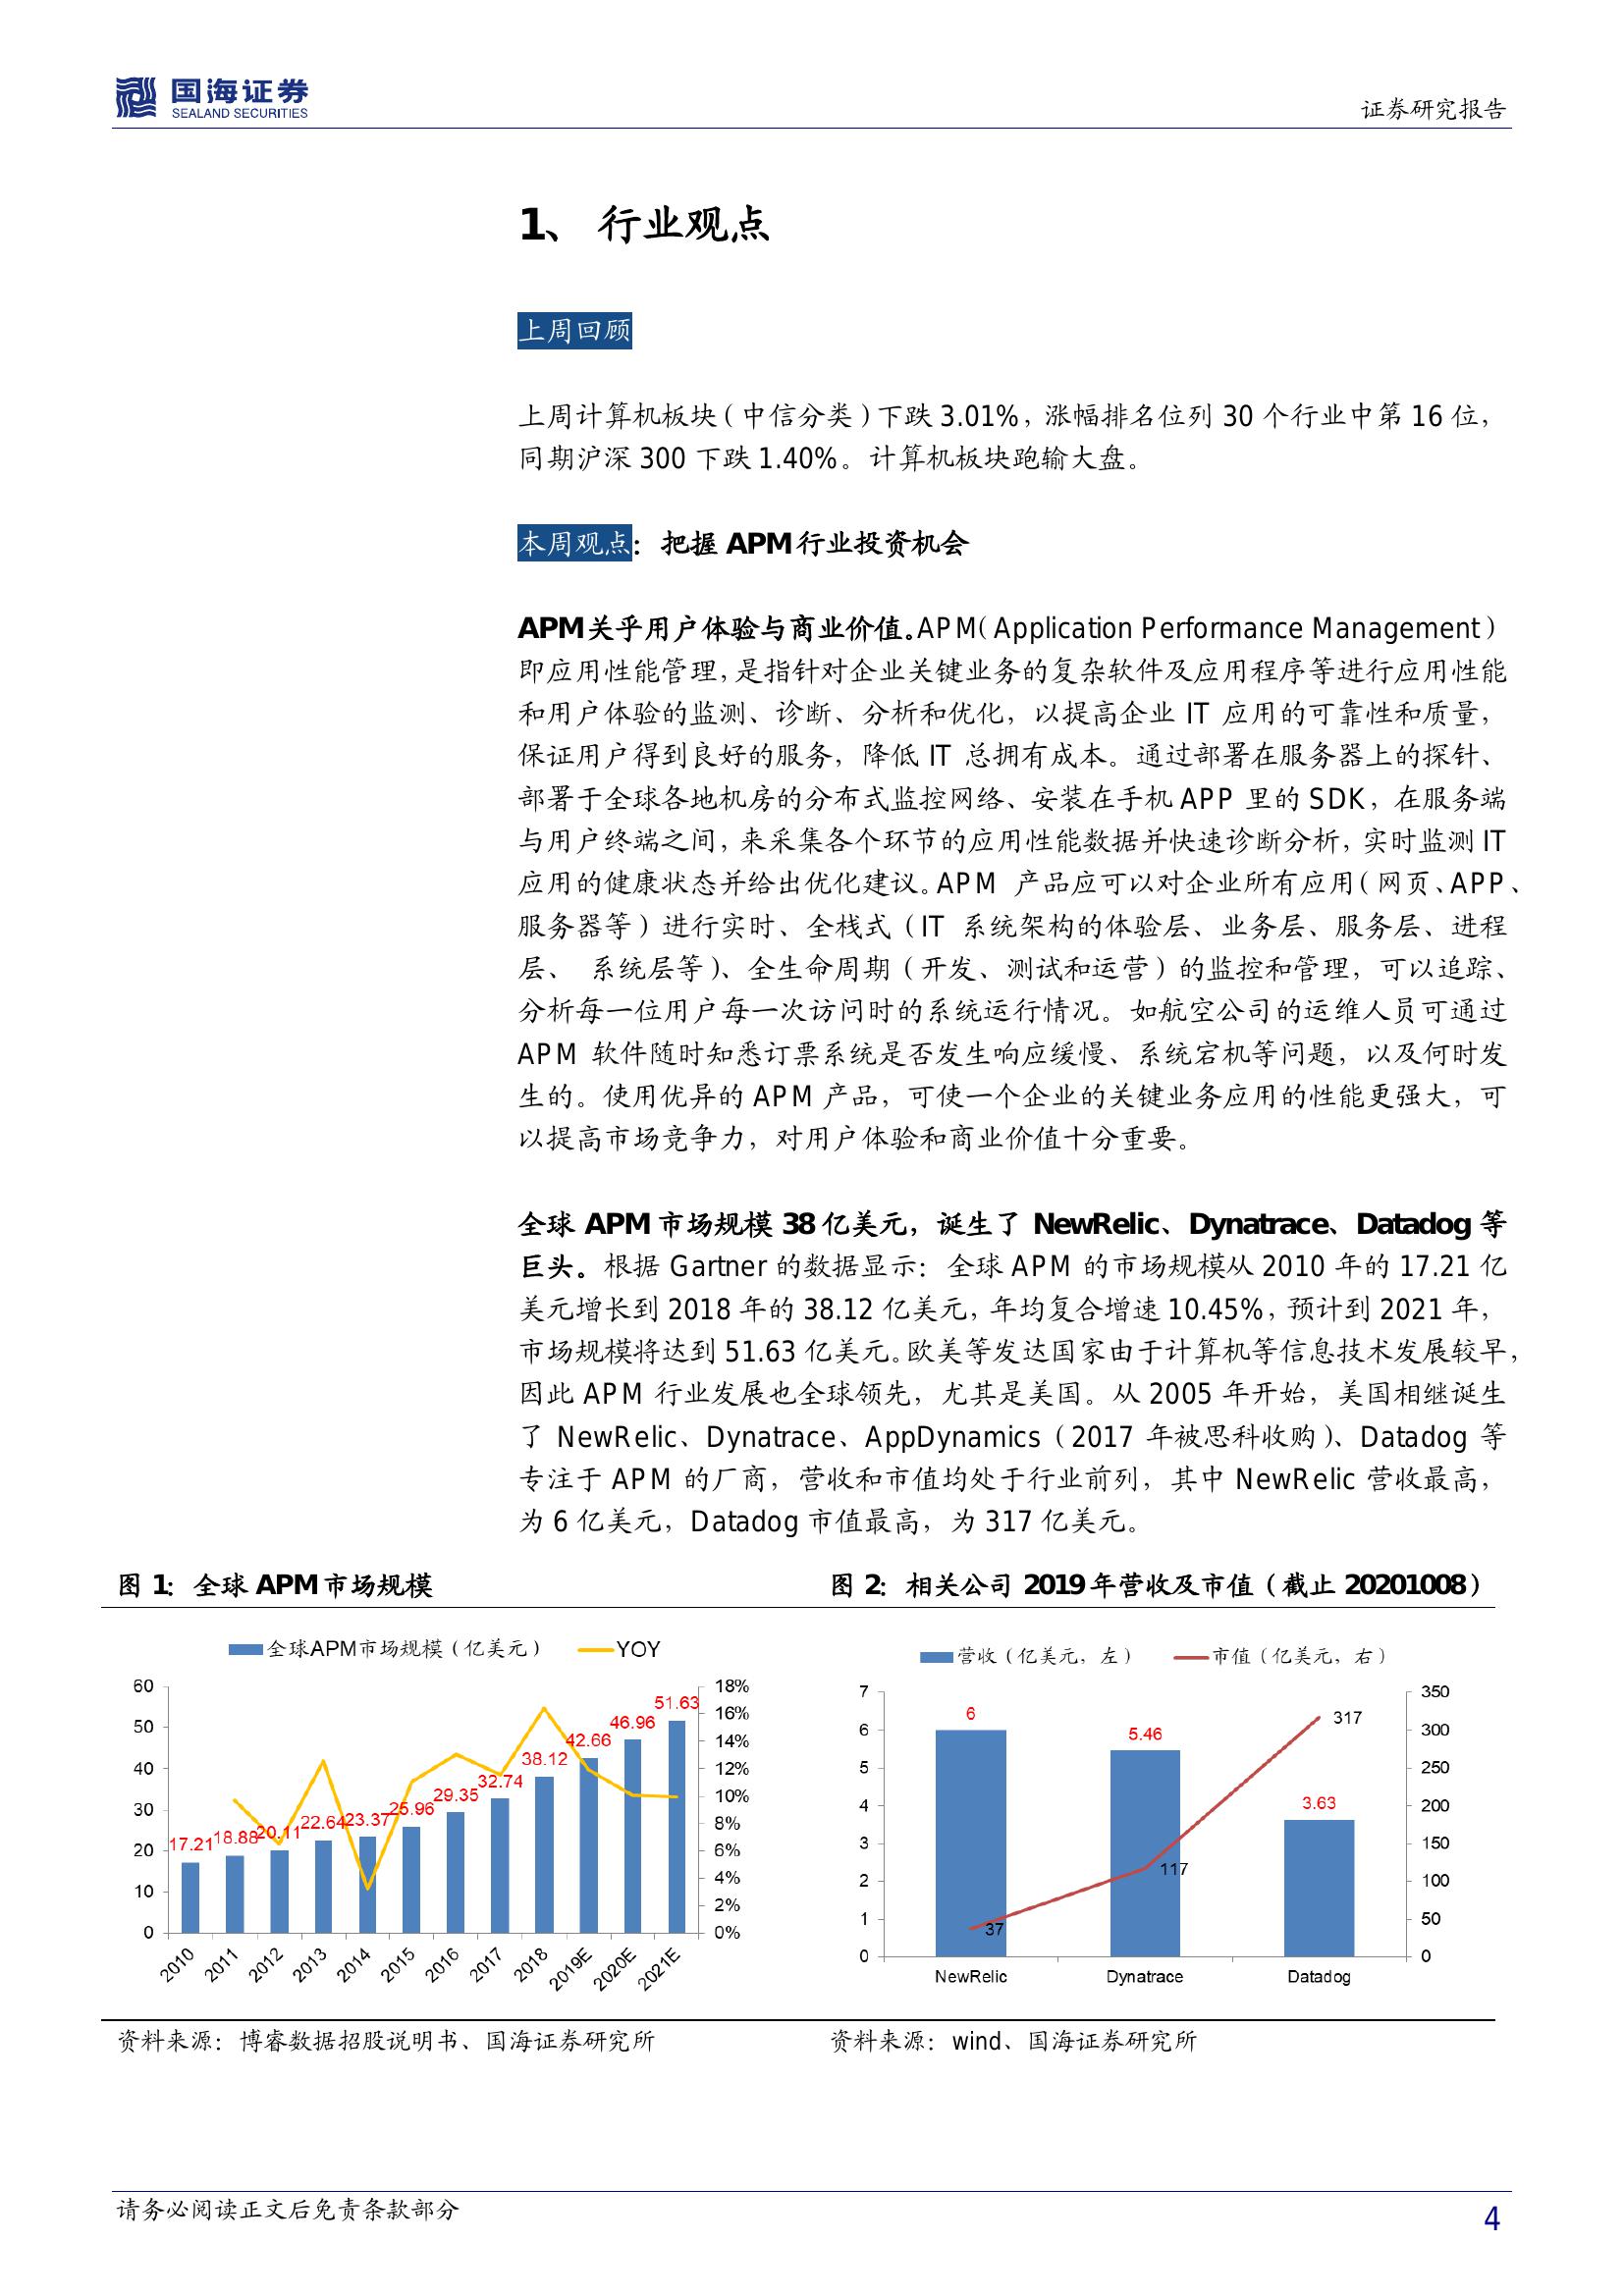 国海证券
SEALAND SECURITIES
证券研究报告
1、 行业观点
上周回顾
上周计算机板块（中信分类）下跌 3.01%，涨幅排名位列 30 个行业中第 16 位，
同期沪深 300 下跌 1.40%。计算机板块跑输大盘。
本周观点：把握 APM 行业投资机会
APM 关乎用户体验与商业价值。APM（Application Performance Management）
即应用性能管理，是指针对企业关键业务的复杂软件及应用程序等进行应用性能
和用户体验的监测、诊断、分析和优化，以提高企业 IT 应用的可靠性和质量，
保证用户得到良好的服务，降低 IT 总拥有成本。通过部署在服务器上的探针、
部署于全球各地机房的分布式监控网络、安装在手机 APP 里的 SDK，在服务端
与用户终端之间，来采集各个环节的应用性能数据并快速诊断分析，实时监测 IT
应用的健康状态并给出优化建议。APM 产品应可以对企业所有应用（网页、APP、
服务器等）进行实时、全栈式（IT 系统架构的体验层、业务层、服务层、进程
层、 系统层等）、全生命周期（开发、测试和运营）的监控和管理，可以追踪、
分析每一位用户每一次访问时的系统运行情况。如航空公司的运维人员可通过
APM 软件随时知悉订票系统是否发生响应缓慢、系统宕机等问题，以及何时发
生的。使用优异的 APM 产品，可使一个企业的关键业务应用的性能更强大，可
以提高市场竞争力，对用户体验和商业价值十分重要。
全球 APM 市场规模 38 亿美元，诞生了 NewRelic、Dynatrace、Datadog 等
巨头。根据 Gartner 的数据显示：全球 APM 的市场规模从 2010 年的 17.21 亿
美元增长到 2018 年的 38.12 亿美元，年均复合增速 10.45%，预计到 2021 年，
市场规模将达到 51.63 亿美元。欧美等发达国家由于计算机等信息技术发展较早，
因此 APM 行业发展也全球领先，尤其是美国。从 2005 年开始，美国相继诞生
了 NewRelic、Dynatrace、AppDynamics（2017 年被思科收购）、Datadog 等
专注于 APM 的厂商，营收和市值均处于行业前列，其中 NewRelic 营收最高，
为 6 亿美元，Datadog 市值最高，为 317 亿美元。
图 1：全球 APM 市场规模
全球APM市场规模（亿美元） YOY
60
50
40
30
20
10
0
18%
16%
14%
12%
10%
8%
6%
4%
2%
0%
17.21 18.88 20.11 22.64 23.37 25.96 29.35 32.74 38.12 42.66 46.96 51.63
2010 2011 2012 2013 2014 2015 2016 2017 2018 2019E 2020E 2021E
资料来源：博睿数据招股说明书、国海证券研究所
图 2：相关公司 2019 年营收及市值（截止 20201008）
营收（亿美元，左） 市值（亿美元，右）
7
6
5
4
3
2
1
0
350
300
250
200
150
100
50
0
6 5.46 3.63
37 117 317
NewRelic Dynatrace Datadog
资料来源：wind、国海证券研究所
请务必阅读正文后免责条款部分
4